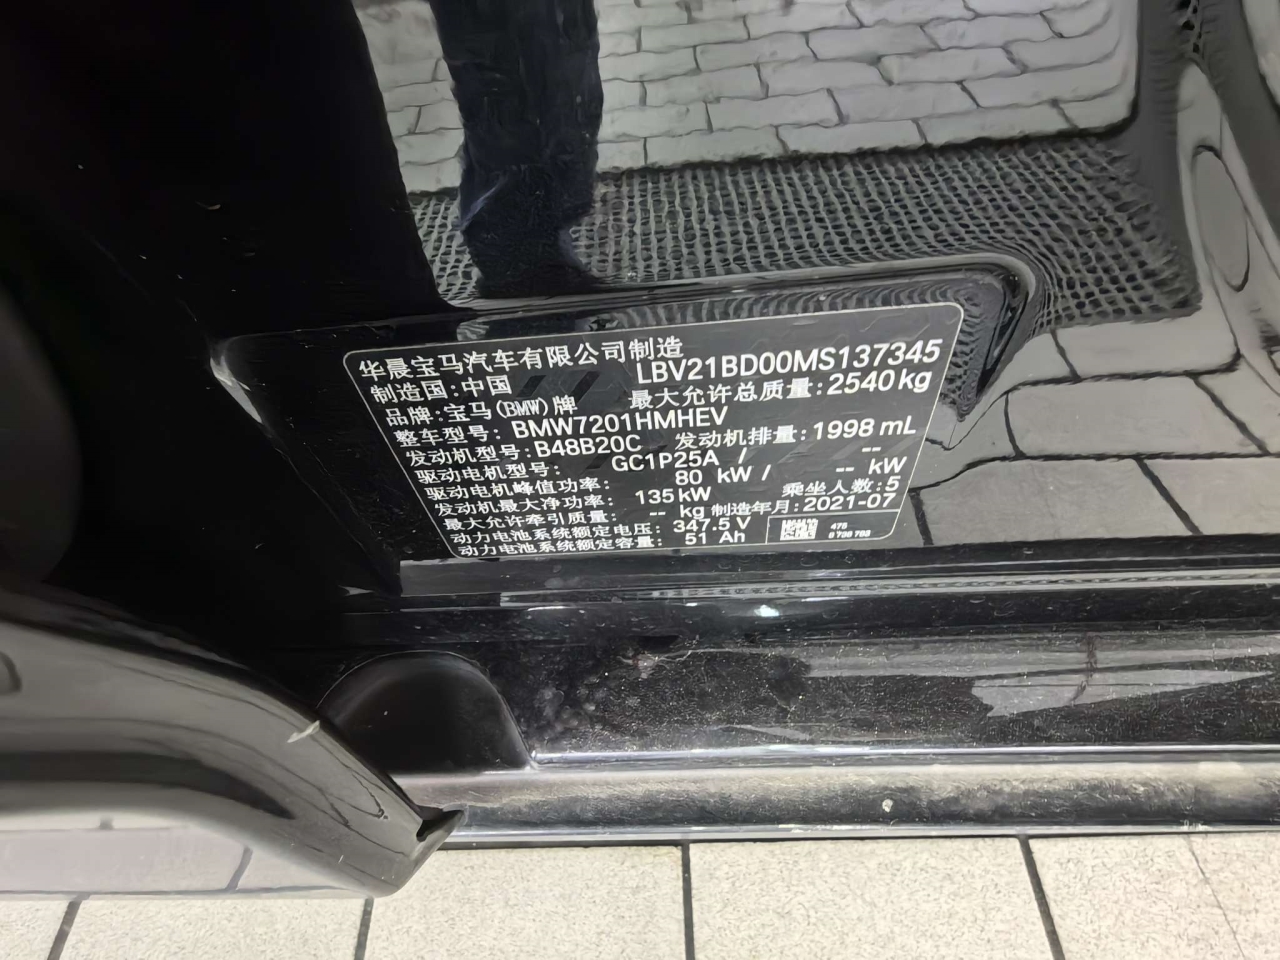 华晨宝马汽车有限公司制造
制造国:中国 LBV21BD00MS137345
品牌:宝马(BMW)牌 最大允许总质量:2540kg
整车型号: BMW7201HMHEV
发动机型号:B48B20C 发动机排量:1998 mL
驱动电机型号: GC1P25A / --
驱动电机峰值功率: 80 kW / -- kW
发动机最大净功率: 135kW 乘坐人数:5
最大允许牵引质量: -- kg 制造年月:2021-07
动力电池系统额定电压: 347.5 V
动力电池系统额定容量: 51 Ah